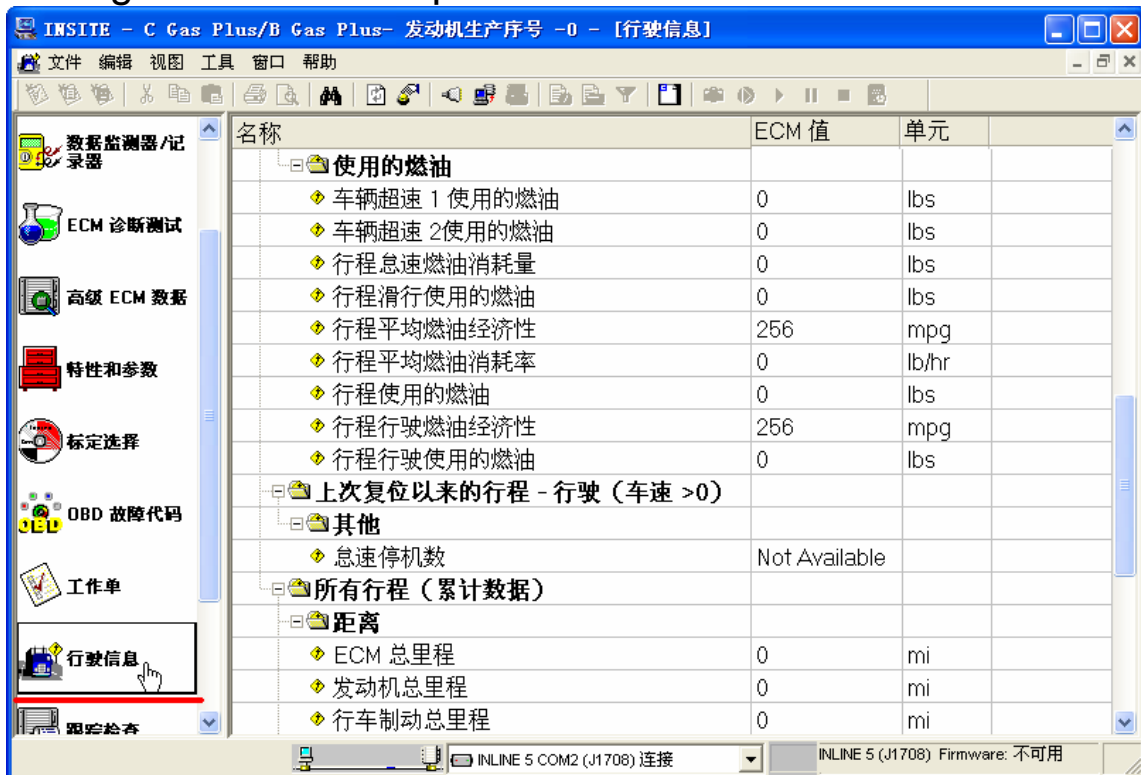 INSITE - C Gas Plus/B Gas Plus- 发动机生产序号 -0 - [行驶信息]
文件 编辑 视图 工具 窗口 帮助
数据监测器/记录器
ECM 诊断测试
高级 ECM 数据
特性和参数
标定选择
OBD 故障代码
工作单
行驶信息
跟踪检查
名称 ECM 值 单元
使用的燃油
车辆超速 1 使用的燃油 0 lbs
车辆超速 2使用的燃油 0 lbs
行程怠速燃油消耗量 0 lbs
行程滑行使用的燃油 0 lbs
行程平均燃油经济性 256 mpg
行程平均燃油消耗率 0 lb/hr
行程使用的燃油 0 lbs
行程行驶燃油经济性 256 mpg
行程行驶使用的燃油 0 lbs
上次复位以来的行程 - 行驶（车速 >0）
其他
怠速停机数 Not Available
所有行程（累计数据）
距离
ECM 总里程 0 mi
发动机总里程 0 mi
行车制动总里程 0 mi
INLINE 5 COM2 (J1708) 连接 INLINE 5 (J1708) Firmware: 不可用